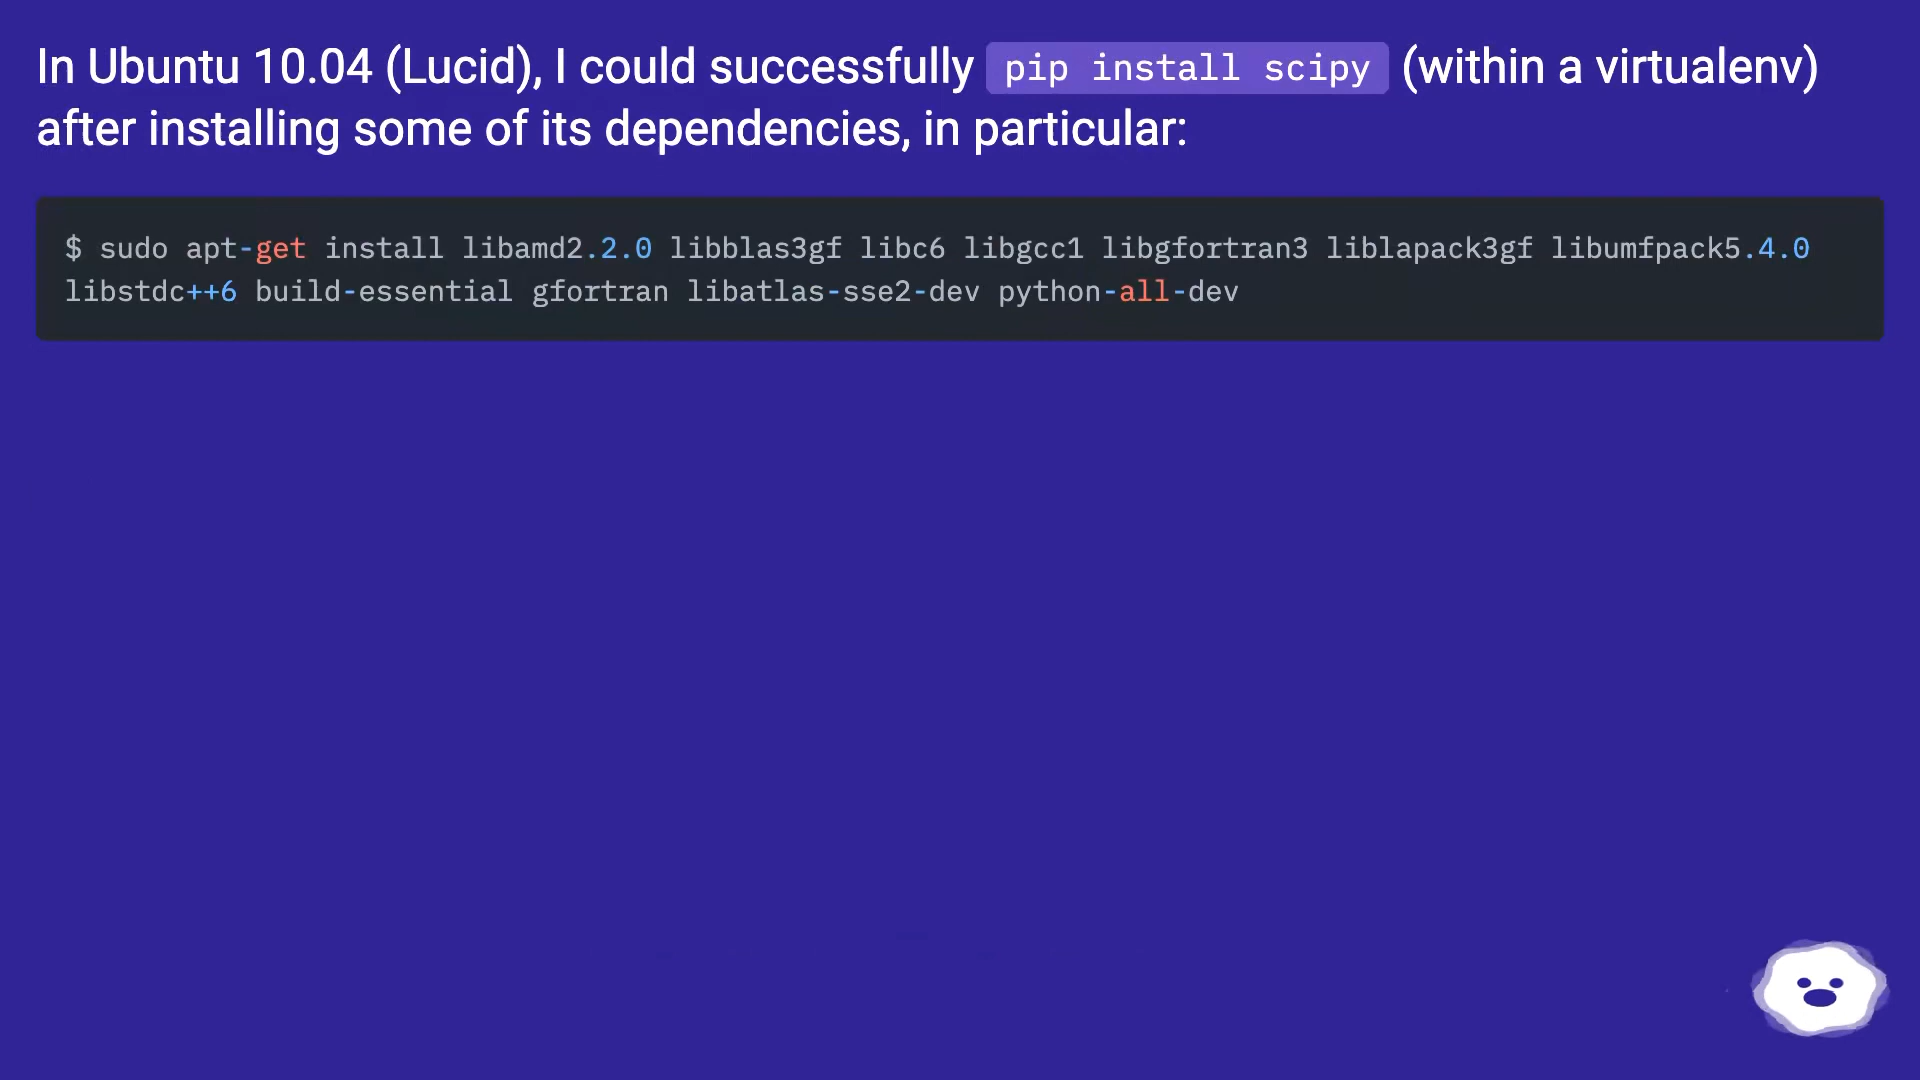 In Ubuntu 10.04 (Lucid), I could successfully pip install scipy (within a virtualenv)
after installing some of its dependencies, in particular:
$ sudo apt-get install libamd2.2.0 libblas3gf libc6 libgcc1 libgfortran3 liblapack3gf libumfpack5.4.0
libstdc++6 build-essential gfortran libatlas-sse2-dev python-all-dev